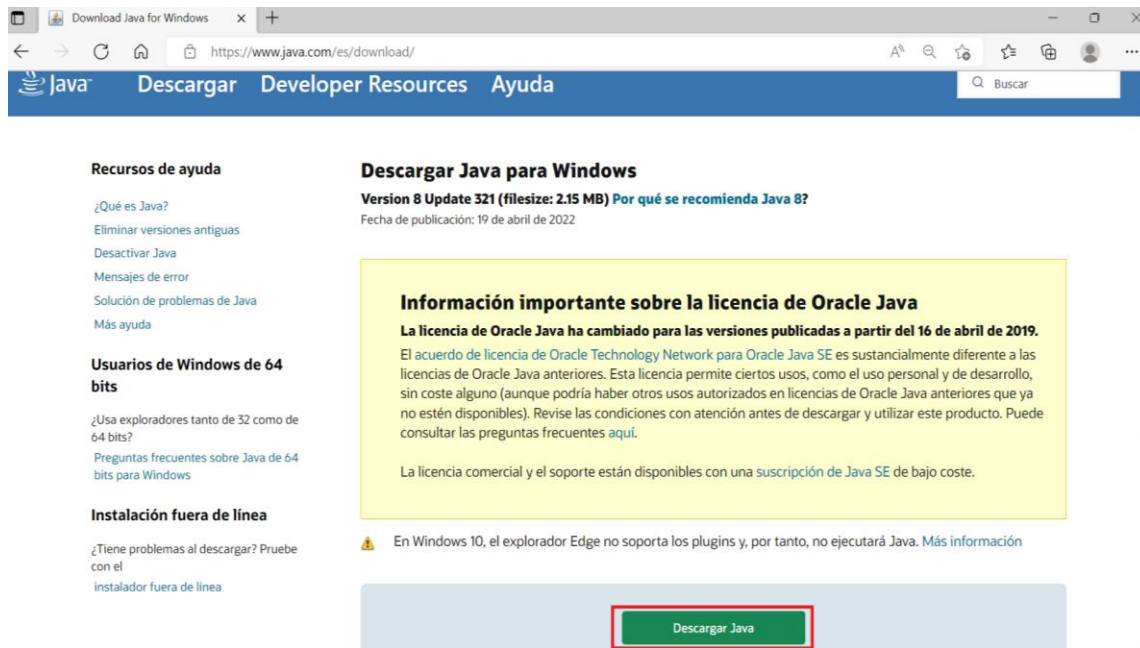 Download Java for Windows
https://www.java.com/es/download/
Java
Descargar Developer Resources Ayuda
Buscar
Recursos de ayuda
¿Qué es Java?
Eliminar versiones antiguas
Desactivar Java
Mensajes de error
Solución de problemas de Java
Más ayuda
Usuarios de Windows de 64
bits
¿Usa exploradores tanto de 32 como de
64 bits?
Preguntas frecuentes sobre Java de 64
bits para Windows
Instalación fuera de línea
¿Tiene problemas al descargar? Pruebe
con el
instalador fuera de línea
Descargar Java para Windows
Version 8 Update 321 (filesize: 2.15 MB) Por qué se recomienda Java 8?
Fecha de publicación: 19 de abril de 2022
Información importante sobre la licencia de Oracle Java
La licencia de Oracle Java ha cambiado para las versiones publicadas a partir del 16 de abril de 2019.
El acuerdo de licencia de Oracle Technology Network para Oracle Java SE es sustancialmente diferente a las
licencias de Oracle Java anteriores. Esta licencia permite ciertos usos, como el uso personal y de desarrollo,
sin coste alguno (aunque podría haber otros usos autorizados en licencias de Oracle Java anteriores que ya
no estén disponibles). Revise las condiciones con atención antes de descargar y utilizar este producto. Puede
consultar las preguntas frecuentes aquí.
La licencia comercial y el soporte están disponibles con una suscripción de Java SE de bajo coste.
En Windows 10, el explorador Edge no soporta los plugins y, por tanto, no ejecutará Java. Más información
Descargar Java